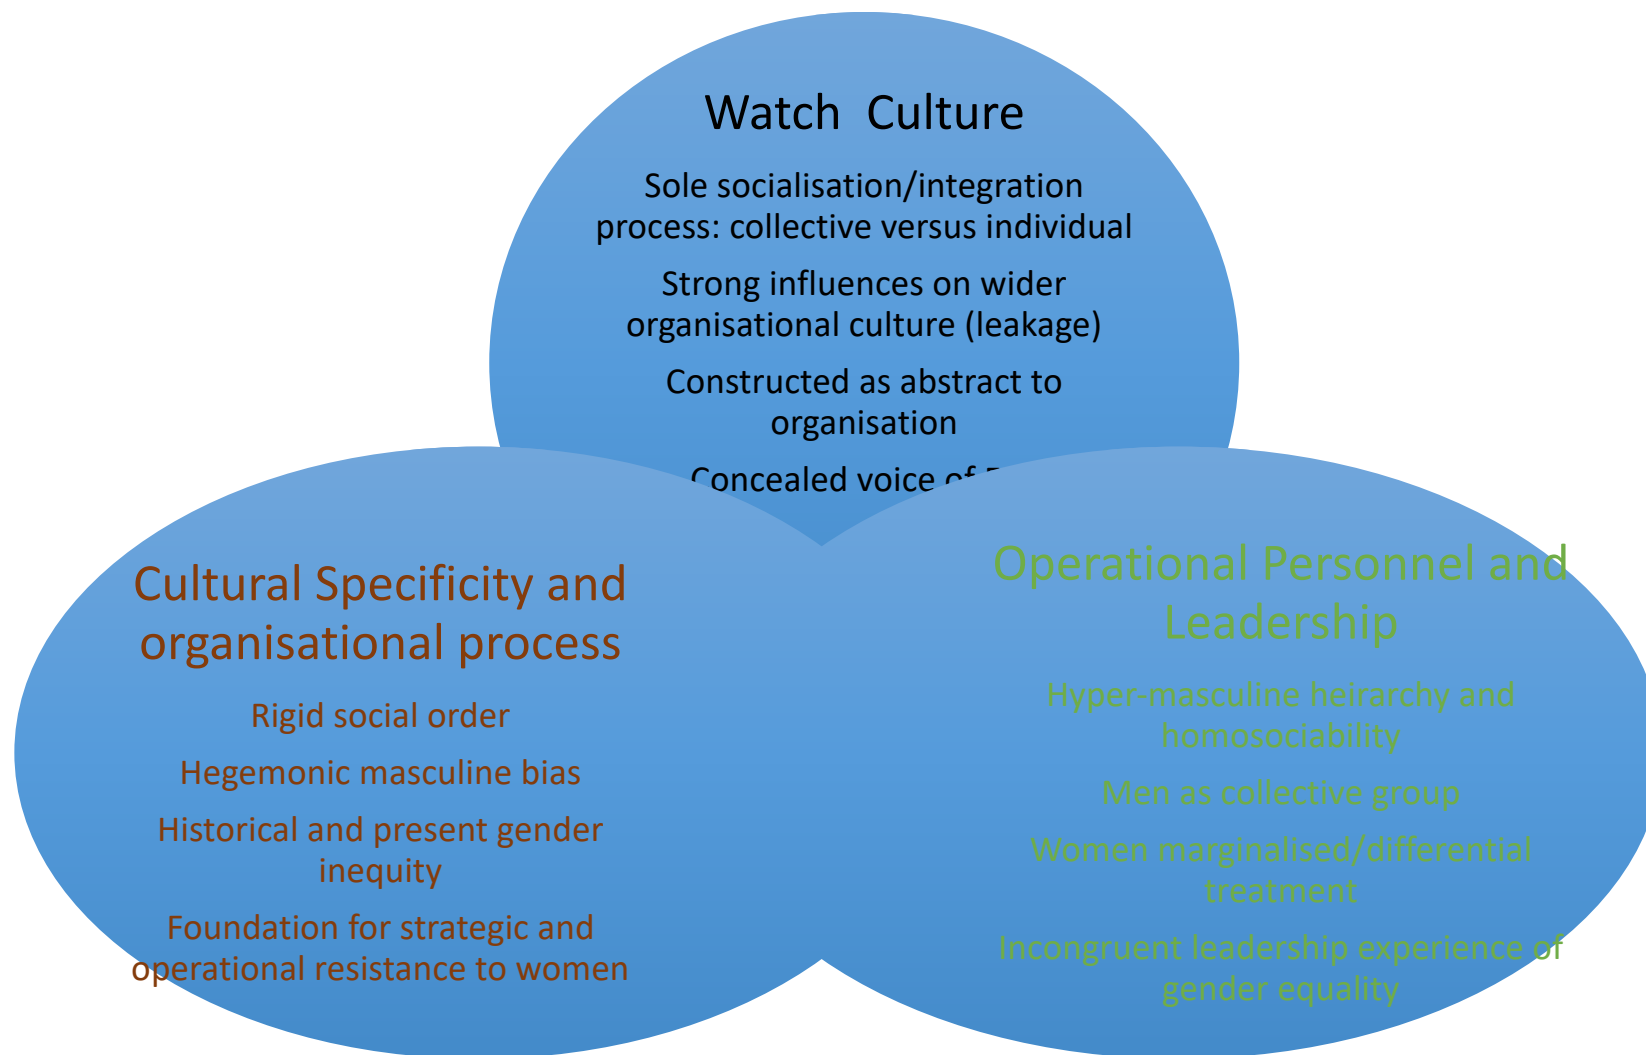 Watch Culture
Sole socialisation/integration
process: collective versus individual
Strong influences on wider
organisational culture (leakage)
Constructed as abstract to
organisation
Concealed voice of
Cultural Specificity and
organisational process
Rigid social order
Hegemonic masculine bias
Historical and present gender
inequity
Foundation for strategic and
operational resistance to women
Operational Personnel and
Leadership
Hyper-masculine heirarchy and
homosociability
Men as collective group
Women marginalised/differential
treatment
Incongruent leadership experience of
gender equality